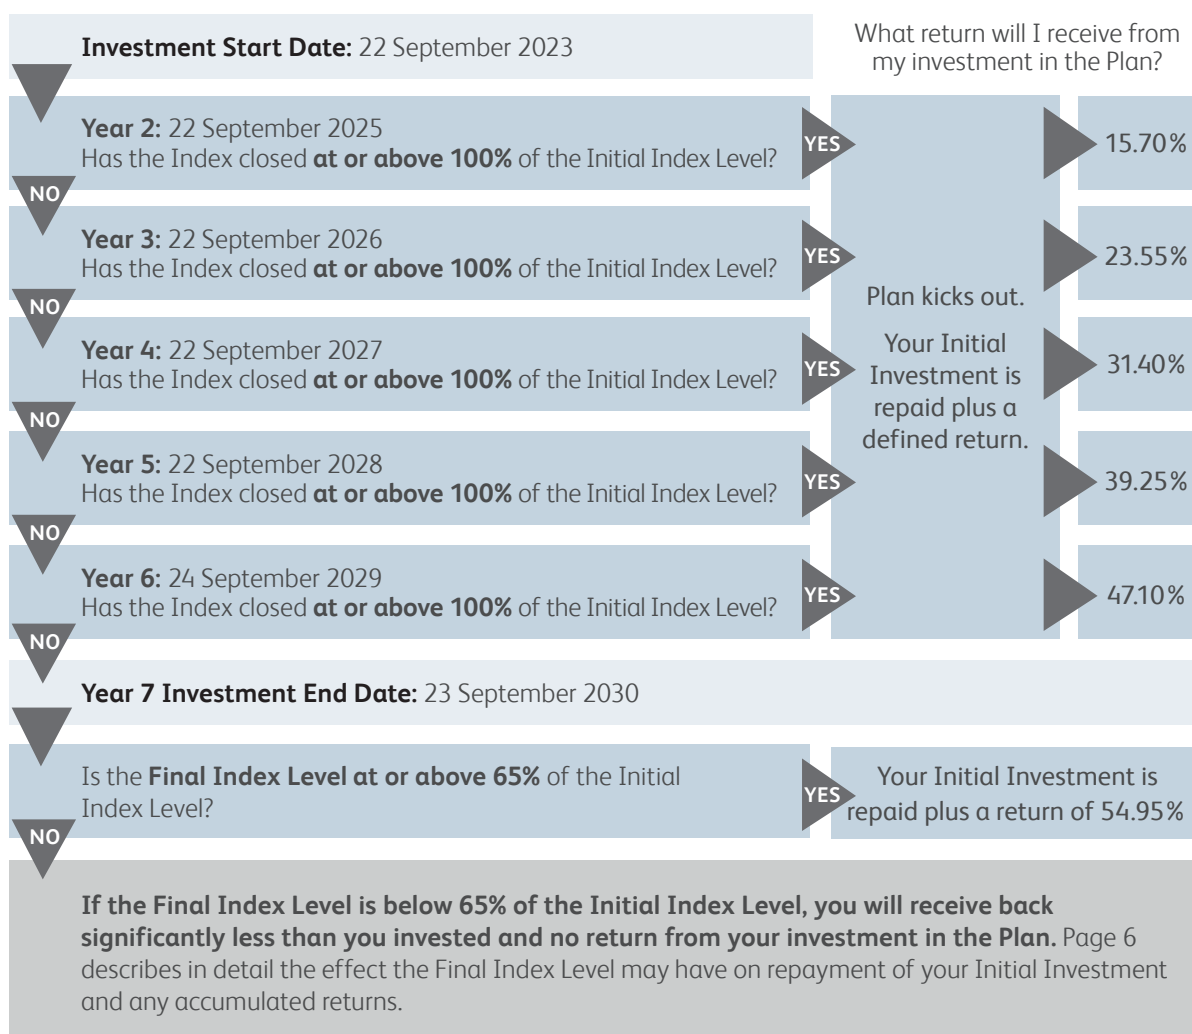 Investment Start Date: 22 September 2023
What return will I receive from
my investment in the Plan?
Year 2: 22 September 2025
Has the Index closed at or above 100% of the Initial Index Level?
YES
15.70%
NO
Year 3: 22 September 2026
Has the Index closed at or above 100% of the Initial Index Level?
YES
23.55%
NO
Plan kicks out.
Your Initial
Investment is
repaid plus a
defined return.
Year 4: 22 September 2027
Has the Index closed at or above 100% of the Initial Index Level?
YES
31.40%
NO
Year 5: 22 September 2028
Has the Index closed at or above 100% of the Initial Index Level?
YES
39.25%
NO
Year 6: 24 September 2029
Has the Index closed at or above 100% of the Initial Index Level?
YES
47.10%
NO
Year 7 Investment End Date: 23 September 2030
Is the Final Index Level at or above 65% of the Initial
Index Level?
YES
Your Initial Investment is
repaid plus a return of 54.95%
NO
If the Final Index Level is below 65% of the Initial Index Level, you will receive back
significantly less than you invested and no return from your investment in the Plan. Page 6
describes in detail the effect the Final Index Level may have on repayment of your Initial Investment
and any accumulated returns.